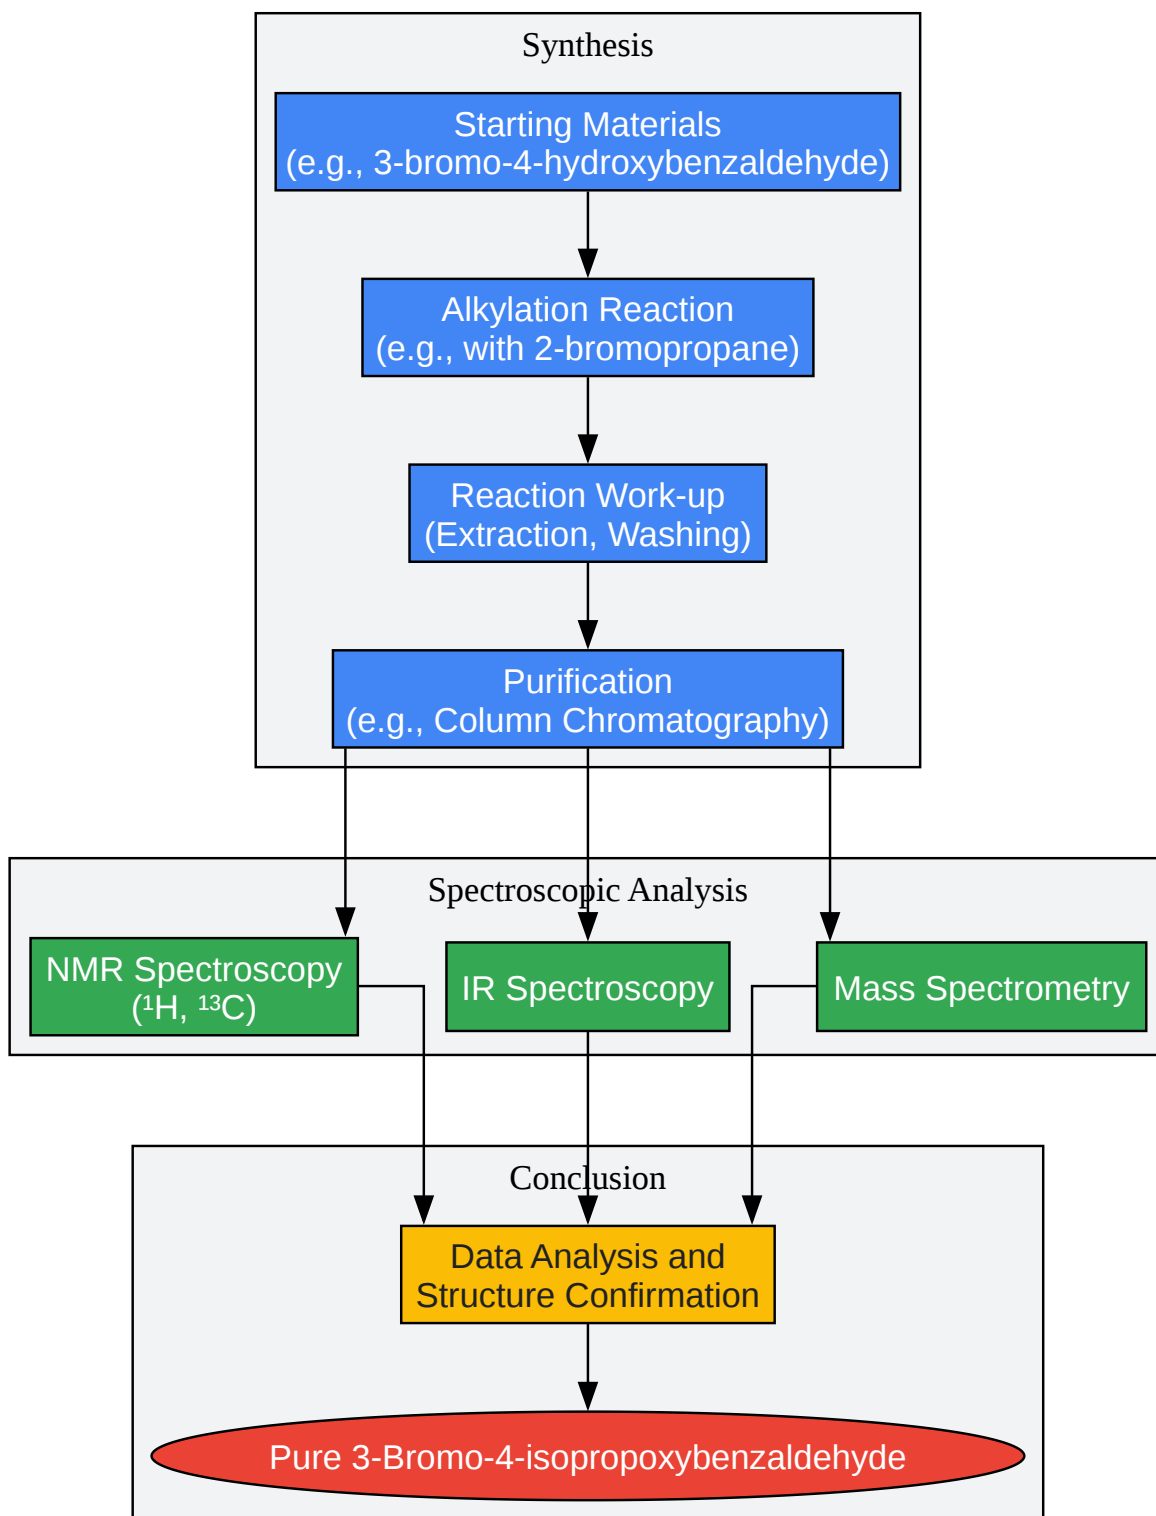 Synthesis
Starting Materials
(e.g., 3-bromo-4-hydroxybenzaldehyde)
Alkylation Reaction
(e.g., with 2-bromopropane)
Reaction Work-up
(Extraction, Washing)
Purification
(e.g., Column Chromatography)
Spectroscopic Analysis
NMR Spectroscopy
(¹H, ¹³C)
IR Spectroscopy
Mass Spectrometry
Conclusion
Data Analysis and
Structure Confirmation
Pure 3-Bromo-4-isopropoxybenzaldehyde